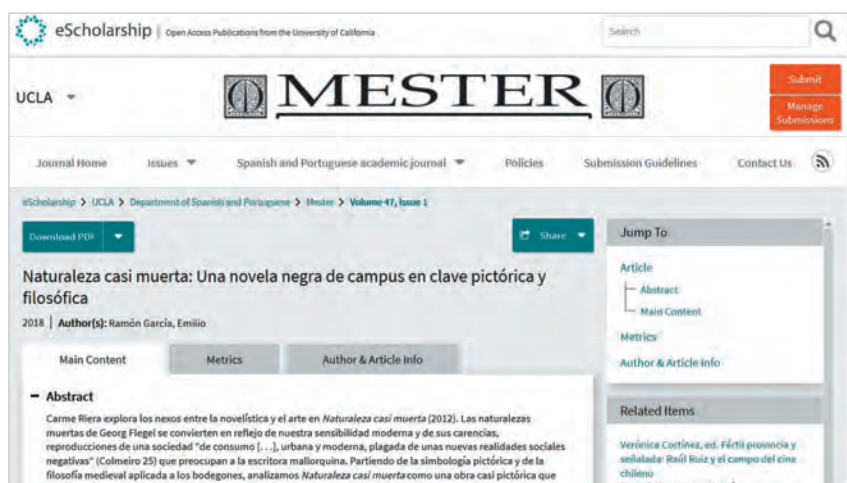 eScholarship | Open Access Publications from the University of California
Search
UCLA
MESTER
Submit
Manage
Submissions
Journal Home Issues Spanish and Portuguese academic journal Policies Submission Guidelines Contact Us
eScholarship > UCLA > Department of Spanish and Portuguese > Mester > Volume 47, Issue 1
Download PDF
Share
Naturaleza casi muerta: Una novela negra de campus en clave pictórica y
filosófica
2018 | Author(s): Ramón García, Emilio
Main Content Metrics Author & Article Info
− Abstract
Carme Riera explora los nexos entre la novelística y el arte en Naturaleza casi muerta (2012). Las naturalezas
muertas de Georg Flegel se convierten en reflejo de nuestra sensibilidad moderna y de sus carencias,
reproducciones de una sociedad "de consumo [. . .], urbana y moderna, plagada de unas nuevas realidades sociales
negativas" (Colmeiro 25) que preocupan a la escritora mallorquina. Partiendo de la simbología pictórica y de la
filosofía medieval aplicada a los bodegones, analizamos Naturaleza casi muerta como una obra casi pictórica que
Jump To
Article
Abstract
Main Content
Metrics
Author & Article Info
Related Items
Verónica Cortínez, ed. Fértil provincia y
señalada: Raúl Ruiz y el campo del cine
chileno